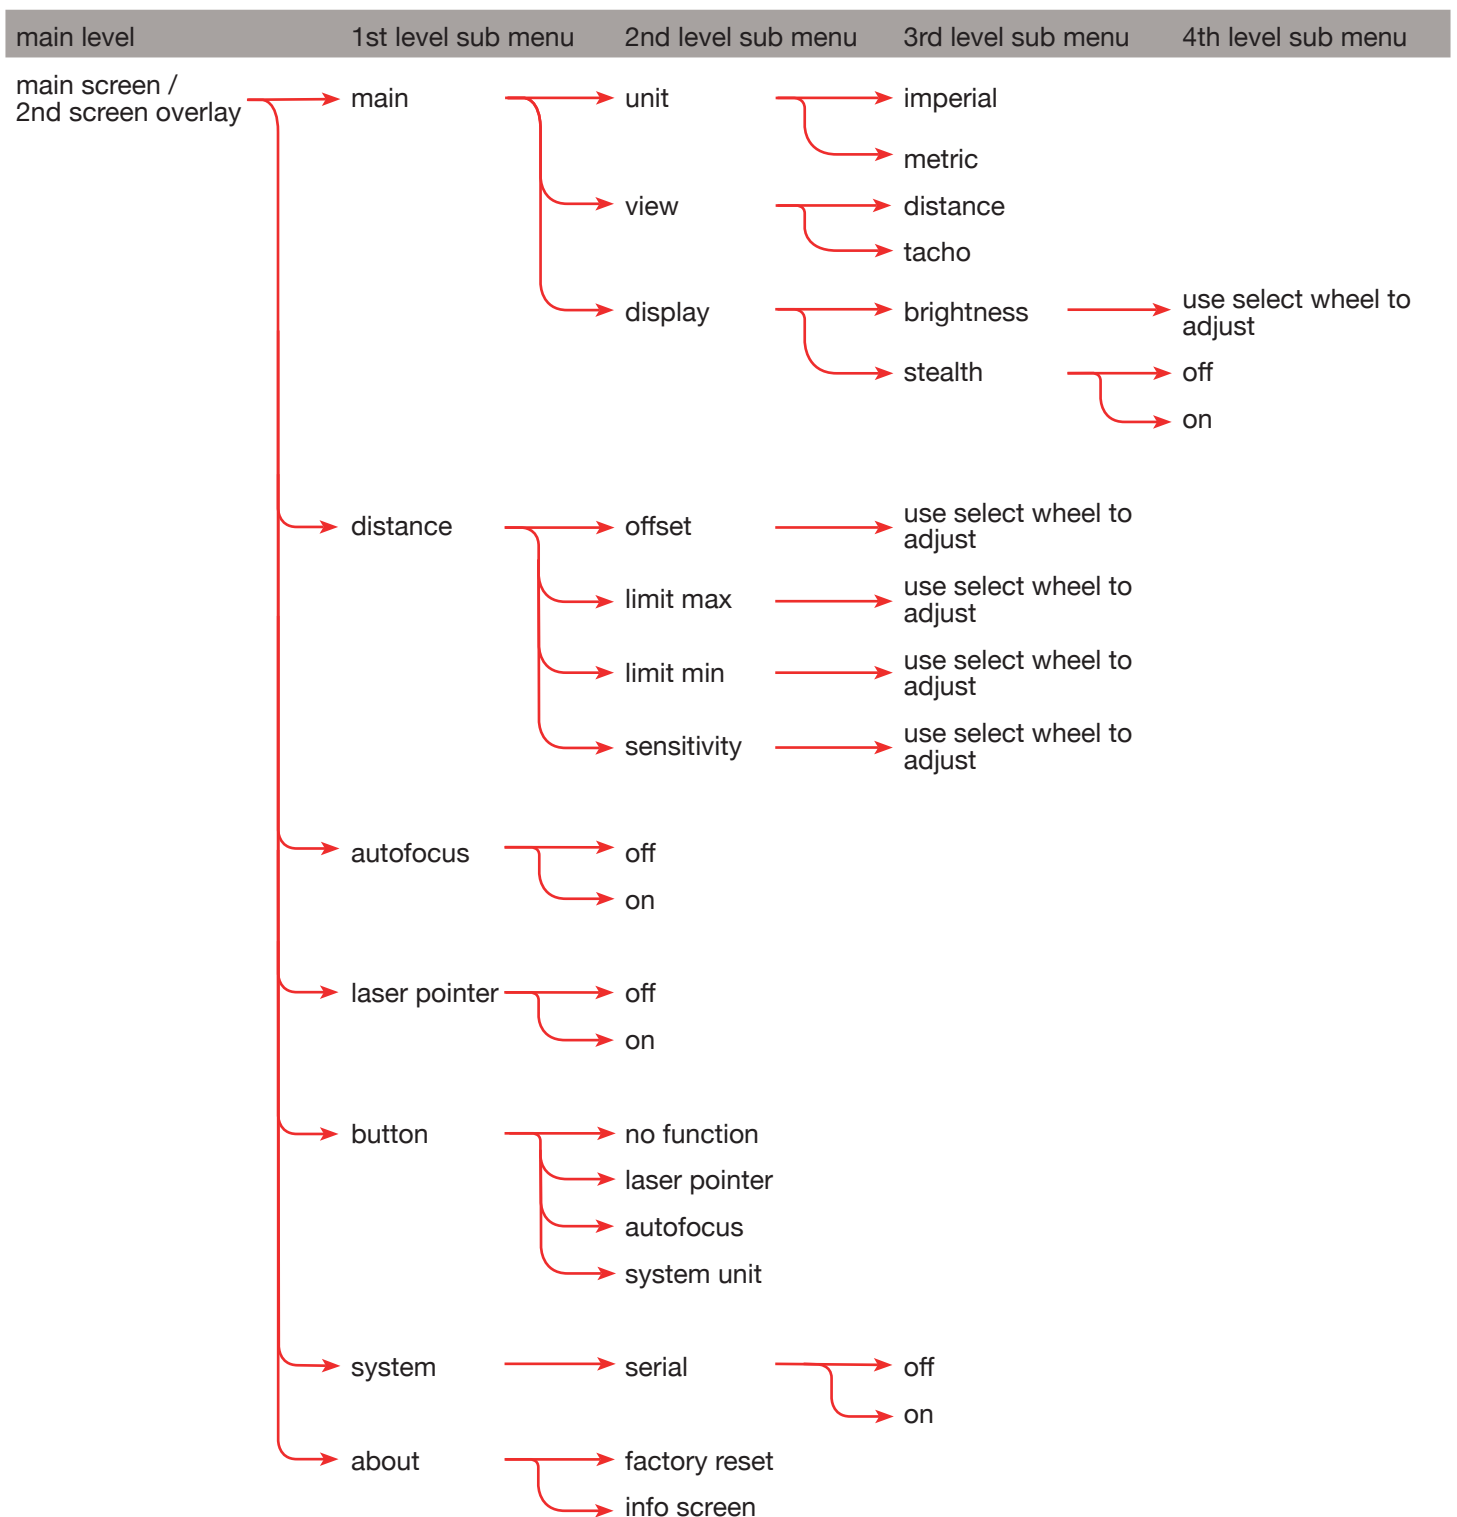 main level 1st level sub menu 2nd level sub menu 3rd level sub menu 4th level sub menu
main screen /
2nd screen overlay
main
unit
imperial
metric
view
distance
tacho
display
brightness
use select wheel to
adjust
stealth
off
on
distance
offset
use select wheel to
adjust
limit max
use select wheel to
adjust
limit min
use select wheel to
adjust
sensitivity
use select wheel to
adjust
autofocus
off
on
laser pointer
off
on
button
no function
laser pointer
autofocus
system unit
system
serial
off
on
about
factory reset
info screen